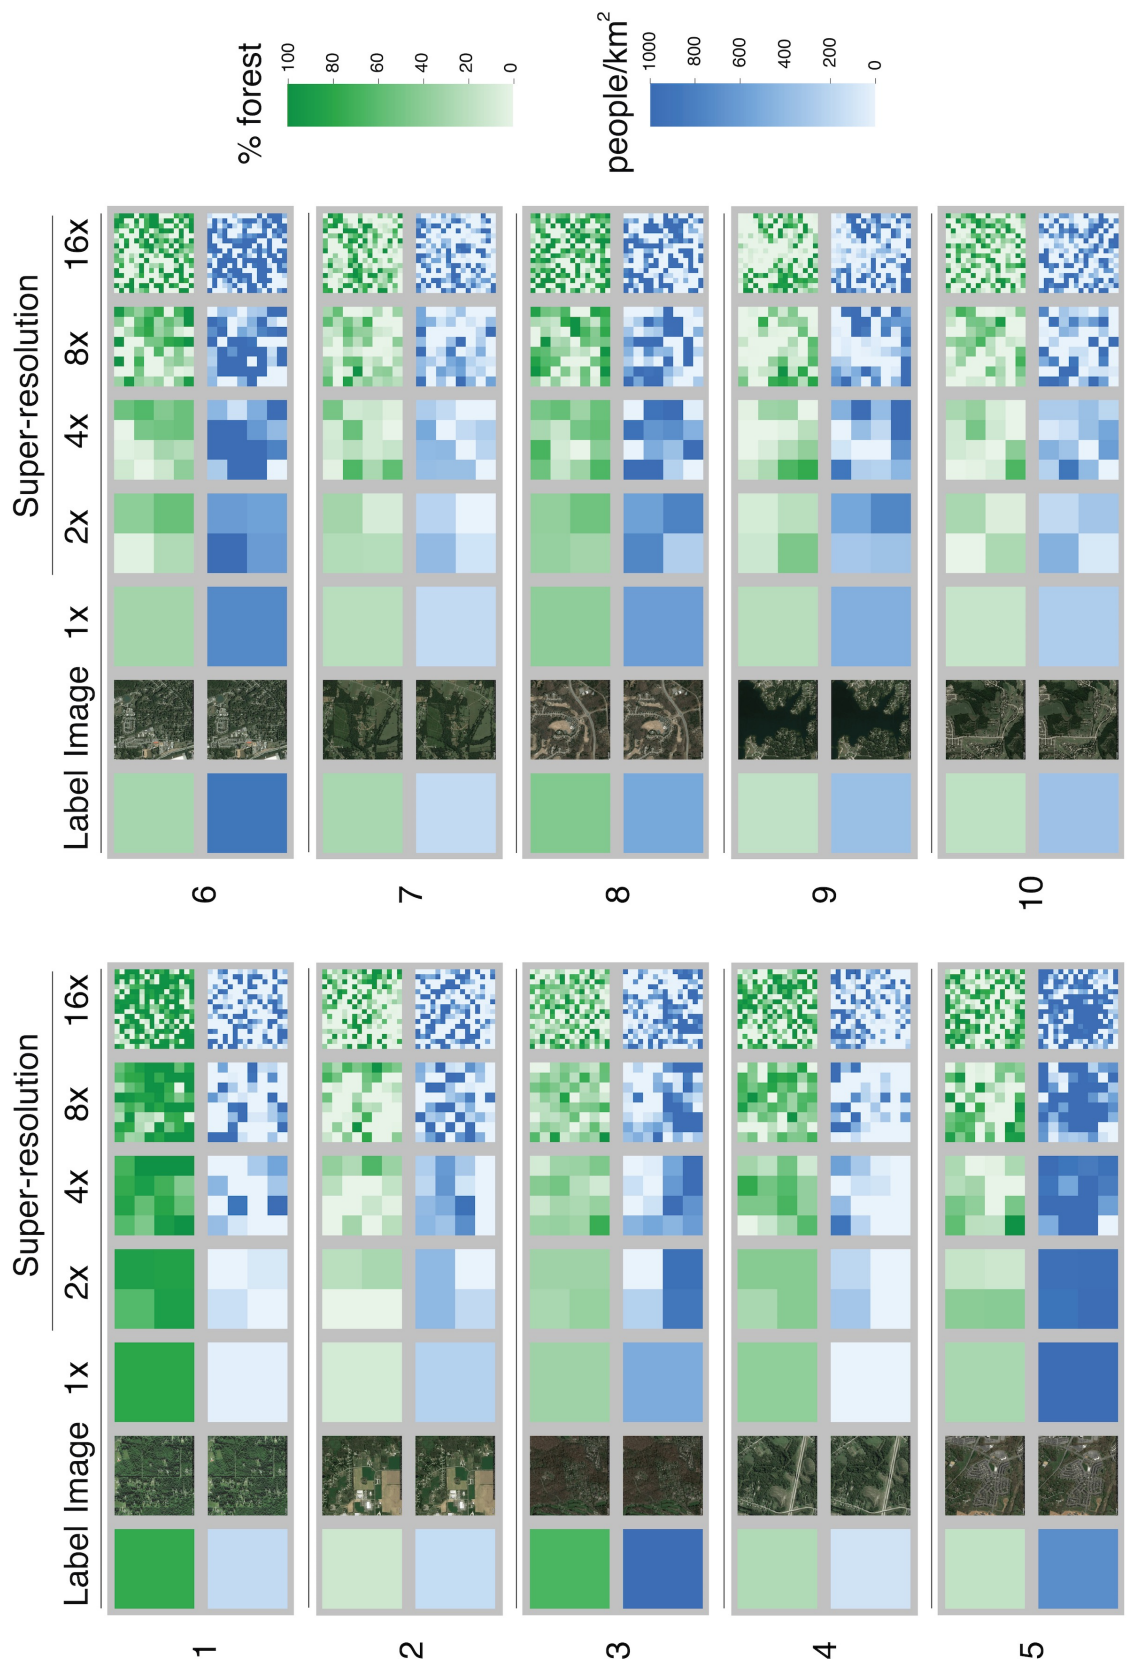 Super-resolution
Label Image 1x 2x 4x 8x 16x
1
2
3
4
5
Super-resolution
Label Image 1x 2x 4x 8x 16x
6
7
8
9
10
% forest
0 20 40 60 80 100
people/km²
0 200 400 600 800 1000